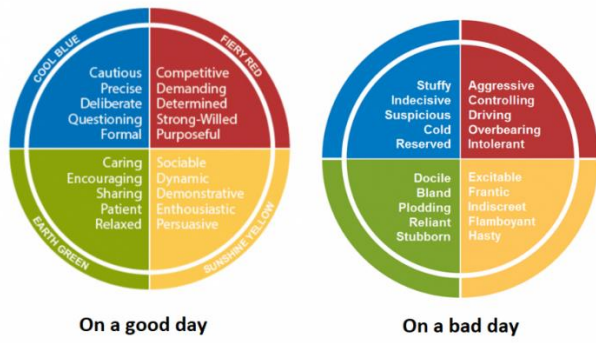 COOL BLUE
Cautious
Precise
Deliberate
Questioning
Formal
FIERY RED
Competitive
Demanding
Determined
Strong-Willed
Purposeful
EARTH GREEN
Caring
Encouraging
Sharing
Patient
Relaxed
SUNSHINE YELLOW
Sociable
Dynamic
Demonstrative
Enthousiastic
Persuasive
On a good day
Stuffy
Indecisive
Suspicious
Cold
Reserved
Aggressive
Controlling
Driving
Overbearing
Intolerant
Docile
Bland
Plodding
Reliant
Stubborn
Excitable
Frantic
Indiscreet
Flamboyant
Hasty
On a bad day